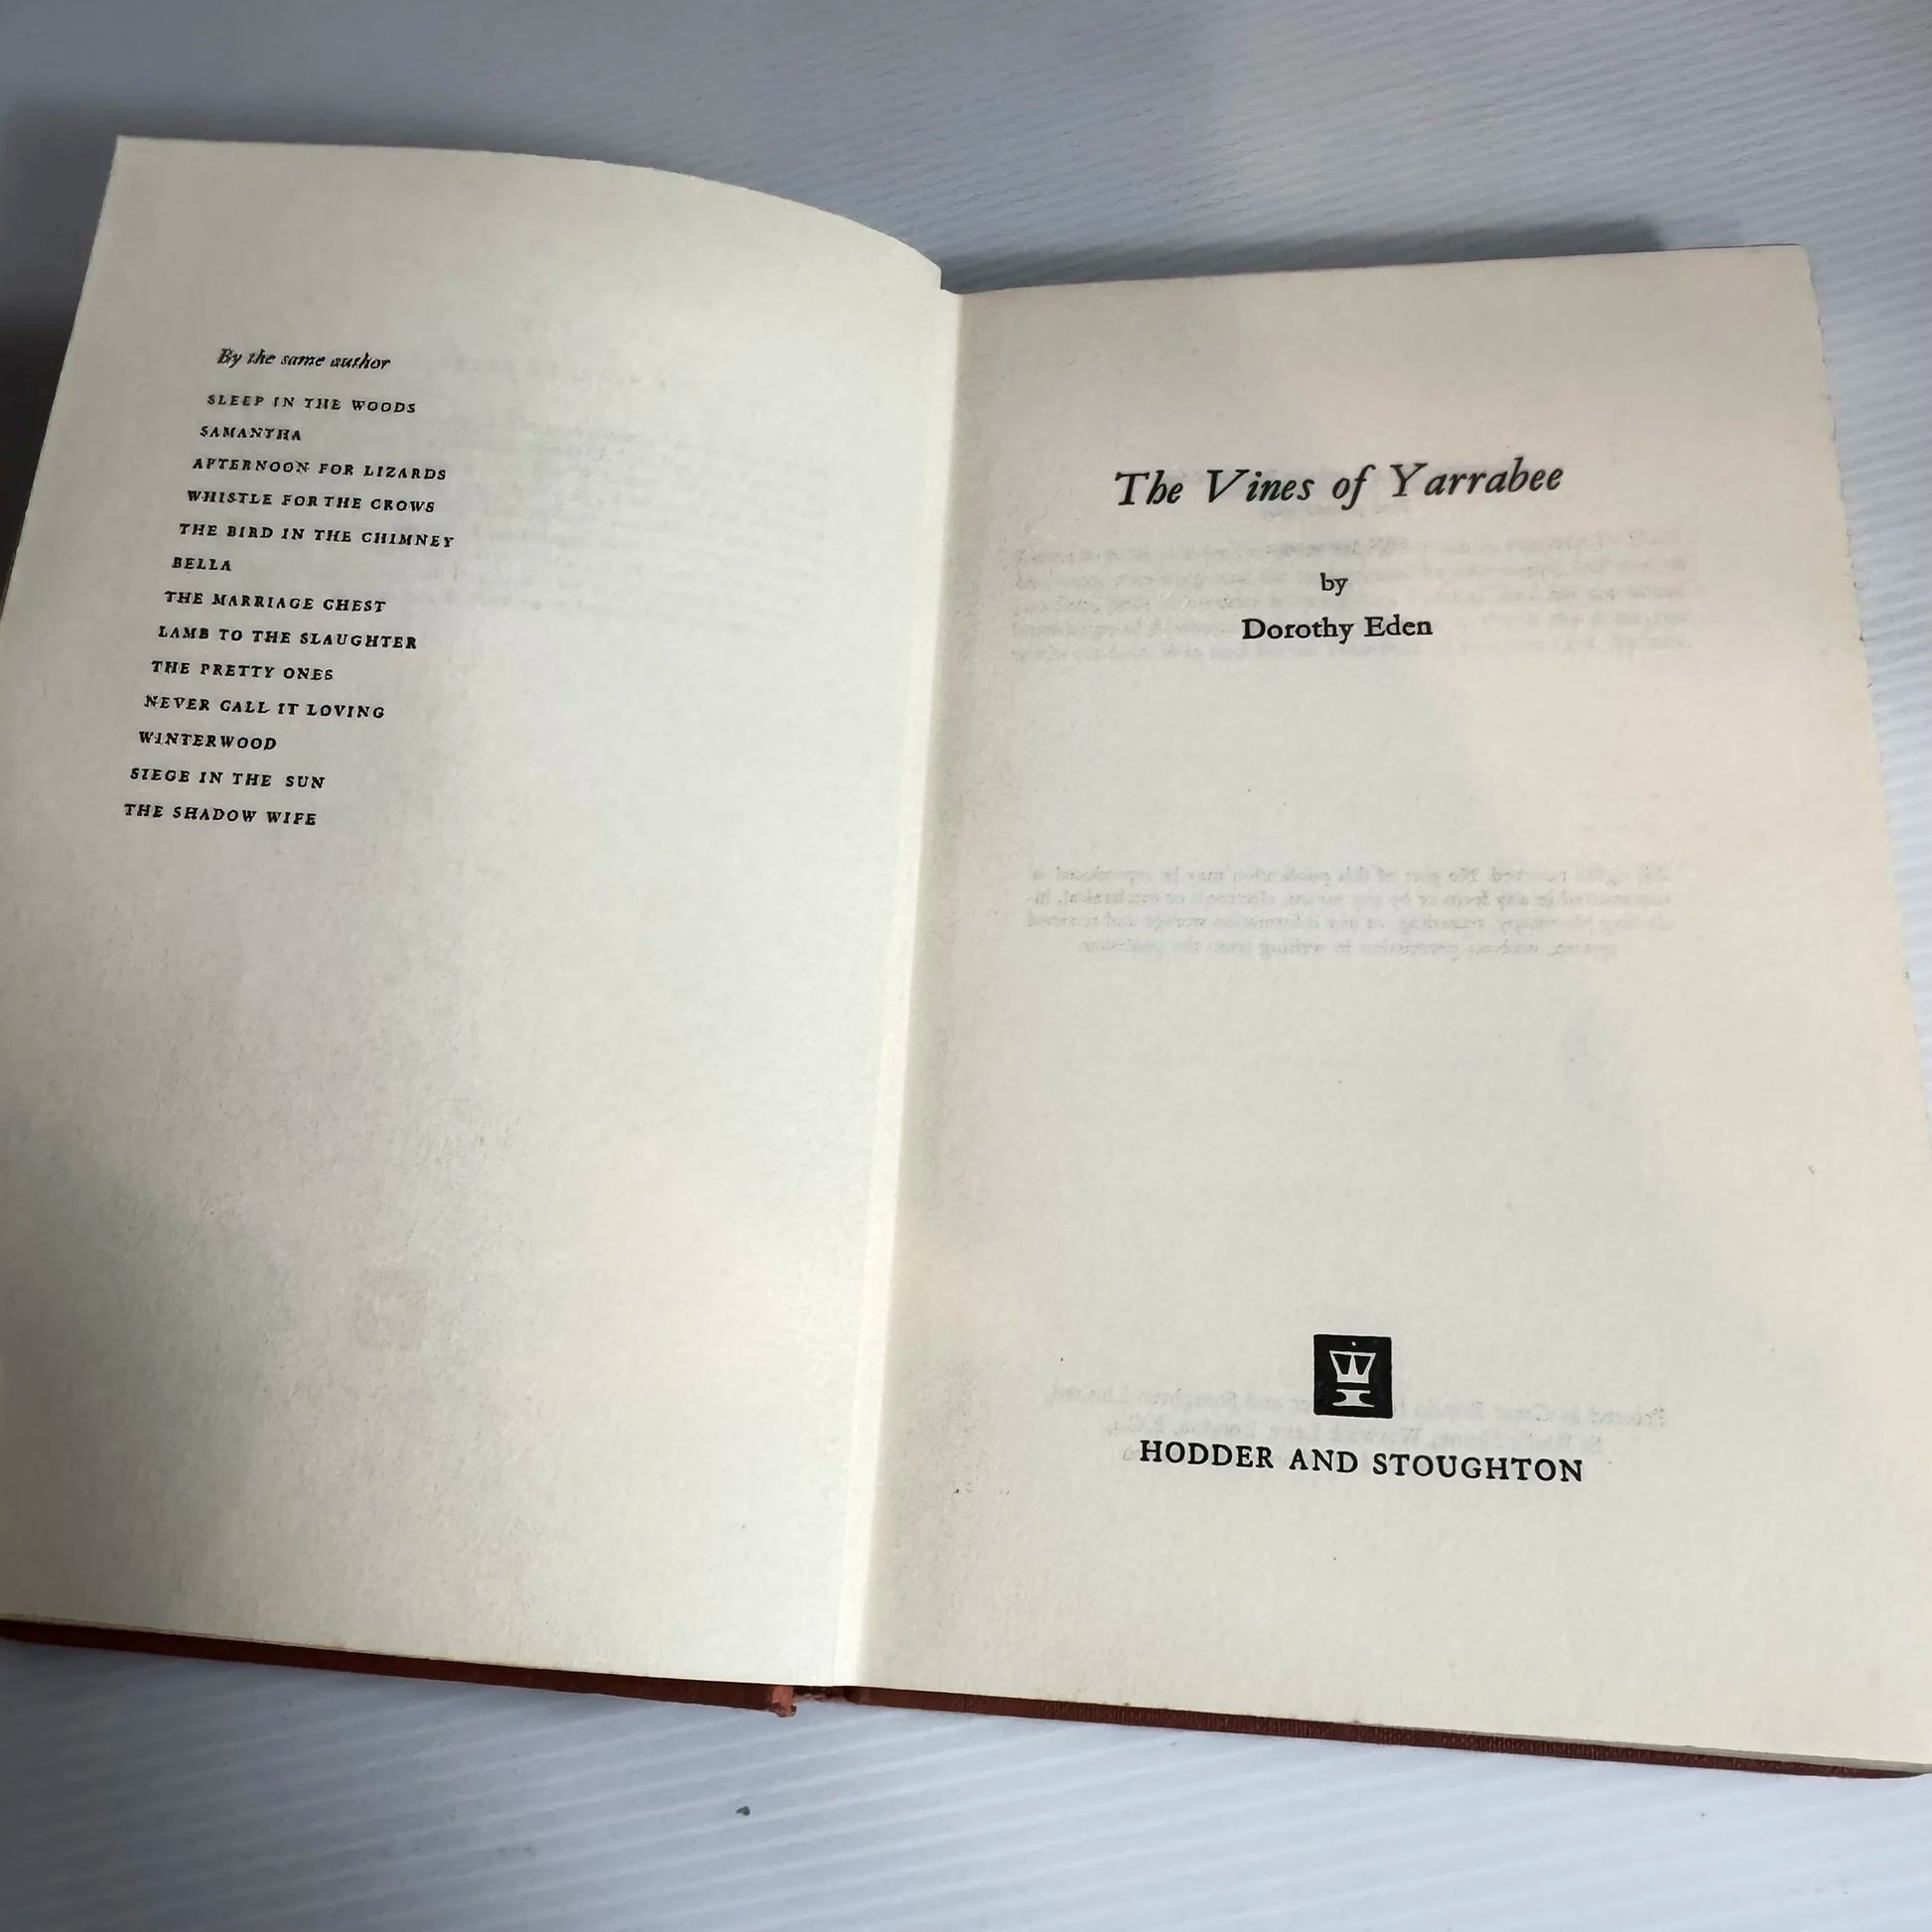 By the same author
SLEEP IN THE WOODS
SAMANTHA
AFTERNOON FOR LIZARDS
WHISTLE FOR THE CROWS
THE BIRD IN THE CHIMNEY
BELLA
THE MARRIAGE CHEST
LAMB TO THE SLAUGHTER
THE PRETTY ONES
NEVER CALL IT LOVING
WINTERWOOD
SIEGE IN THE SUN
THE SHADOW WIFE
The Vines of Yarrabee
by
Dorothy Eden
HODDER AND STOUGHTON